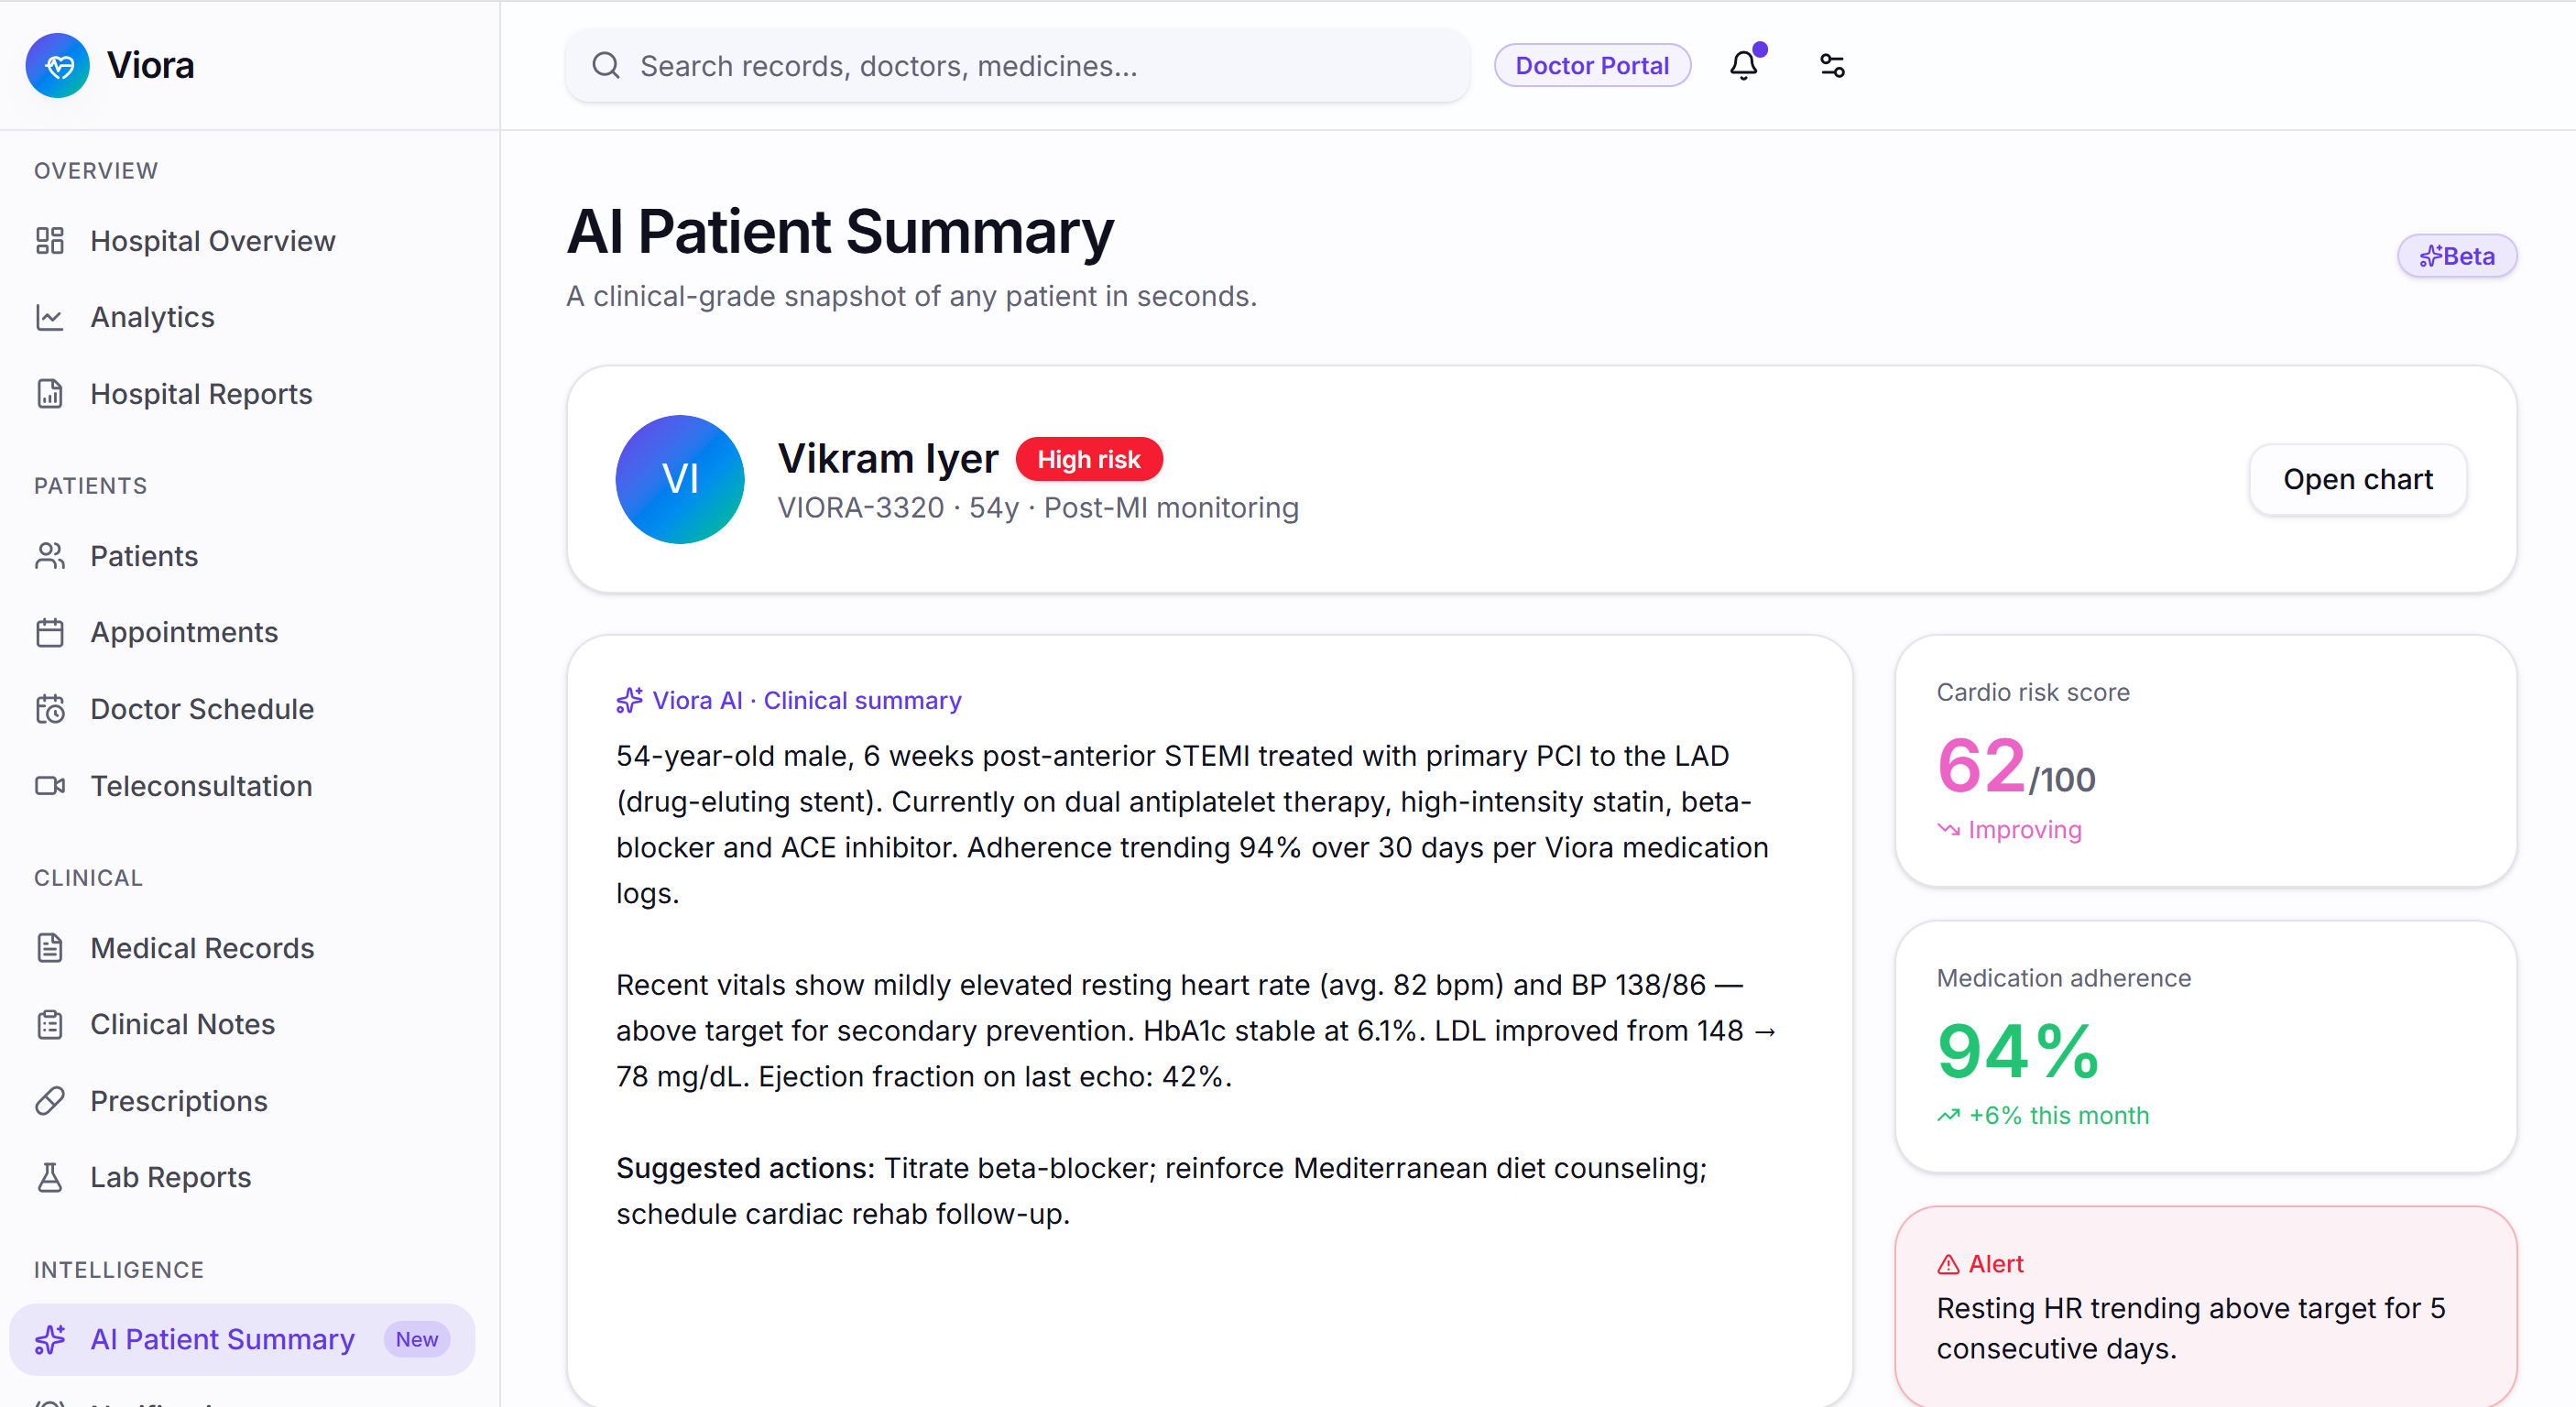 Viora
Search records, doctors, medicines...
Doctor Portal
OVERVIEW
Hospital Overview
Analytics
Hospital Reports
PATIENTS
Patients
Appointments
Doctor Schedule
Teleconsultation
CLINICAL
Medical Records
Clinical Notes
Prescriptions
Lab Reports
INTELLIGENCE
AI Patient Summary New
AI Patient Summary
A clinical-grade snapshot of any patient in seconds.
Beta
VI
Vikram Iyer High risk
VIORA-3320 · 54y · Post-MI monitoring
Open chart
Viora AI · Clinical summary
54-year-old male, 6 weeks post-anterior STEMI treated with primary PCI to the LAD
(drug-eluting stent). Currently on dual antiplatelet therapy, high-intensity statin, beta-
blocker and ACE inhibitor. Adherence trending 94% over 30 days per Viora medication
logs.
Recent vitals show mildly elevated resting heart rate (avg. 82 bpm) and BP 138/86 —
above target for secondary prevention. HbA1c stable at 6.1%. LDL improved from 148 →
78 mg/dL. Ejection fraction on last echo: 42%.
Suggested actions: Titrate beta-blocker; reinforce Mediterranean diet counseling;
schedule cardiac rehab follow-up.
Cardio risk score
62/100
Improving
Medication adherence
94%
+6% this month
Alert
Resting HR trending above target for 5
consecutive days.